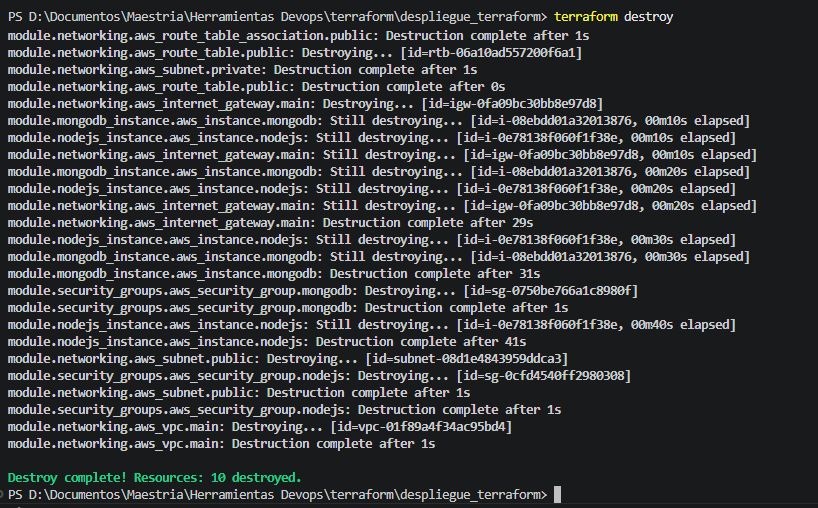 PS D:\Documentos\Maestria\Herramientas Devops\terraform\despliegue_terraform> terraform destroy
module.networking.aws_route_table_association.public: Destruction complete after 1s
module.networking.aws_route_table.public: Destroying... [id=rtb-06a10ad557200f6a1]
module.networking.aws_subnet.private: Destruction complete after 1s
module.networking.aws_route_table.public: Destruction complete after 0s
module.networking.aws_internet_gateway.main: Destroying... [id=igw-0fa09bc30bb8e97d8]
module.mongodb_instance.aws_instance.mongodb: Still destroying... [id=i-08ebdd01a32013876, 00m10s elapsed]
module.nodejs_instance.aws_instance.nodejs: Still destroying... [id=i-0e78138f060f1f38e, 00m10s elapsed]
module.networking.aws_internet_gateway.main: Still destroying... [id=igw-0fa09bc30bb8e97d8, 00m10s elapsed]
module.mongodb_instance.aws_instance.mongodb: Still destroying... [id=i-08ebdd01a32013876, 00m20s elapsed]
module.nodejs_instance.aws_instance.nodejs: Still destroying... [id=i-0e78138f060f1f38e, 00m20s elapsed]
module.networking.aws_internet_gateway.main: Still destroying... [id=igw-0fa09bc30bb8e97d8, 00m20s elapsed]
module.networking.aws_internet_gateway.main: Destruction complete after 29s
module.nodejs_instance.aws_instance.nodejs: Still destroying... [id=i-0e78138f060f1f38e, 00m30s elapsed]
module.mongodb_instance.aws_instance.mongodb: Still destroying... [id=i-08ebdd01a32013876, 00m30s elapsed]
module.mongodb_instance.aws_instance.mongodb: Destruction complete after 31s
module.security_groups.aws_security_group.mongodb: Destroying... [id=sg-0750be766a1c8980f]
module.security_groups.aws_security_group.mongodb: Destruction complete after 1s
module.nodejs_instance.aws_instance.nodejs: Still destroying... [id=i-0e78138f060f1f38e, 00m40s elapsed]
module.nodejs_instance.aws_instance.nodejs: Destruction complete after 41s
module.networking.aws_subnet.public: Destroying... [id=subnet-08d1e4843959ddca3]
module.security_groups.aws_security_group.nodejs: Destroying... [id=sg-0cfd4540ff2980308]
module.networking.aws_subnet.public: Destruction complete after 1s
module.security_groups.aws_security_group.nodejs: Destruction complete after 1s
module.networking.aws_vpc.main: Destroying... [id=vpc-01f89a4f34ac95bd4]
module.networking.aws_vpc.main: Destruction complete after 1s
Destroy complete! Resources: 10 destroyed.
PS D:\Documentos\Maestria\Herramientas Devops\terraform\despliegue_terraform>